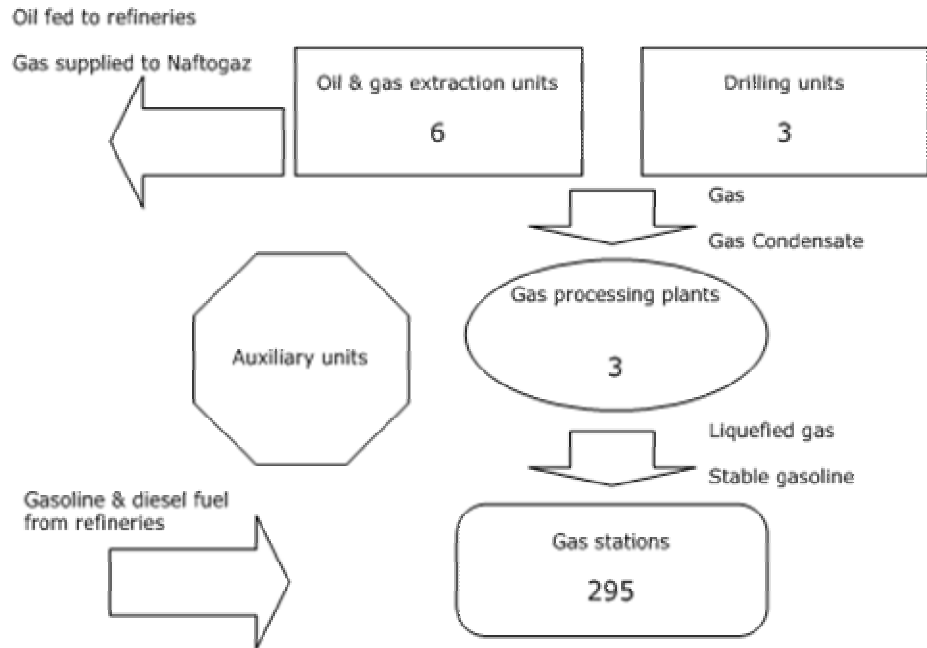 Oil fed to refineries
Gas supplied to Naftogaz
Oil & gas extraction units
6
Drilling units
3
Gas
Gas Condensate
Gas processing plants
3
Auxiliary units
Liquefied gas
Stable gasoline
Gasoline & diesel fuel
from refineries
Gas stations
295